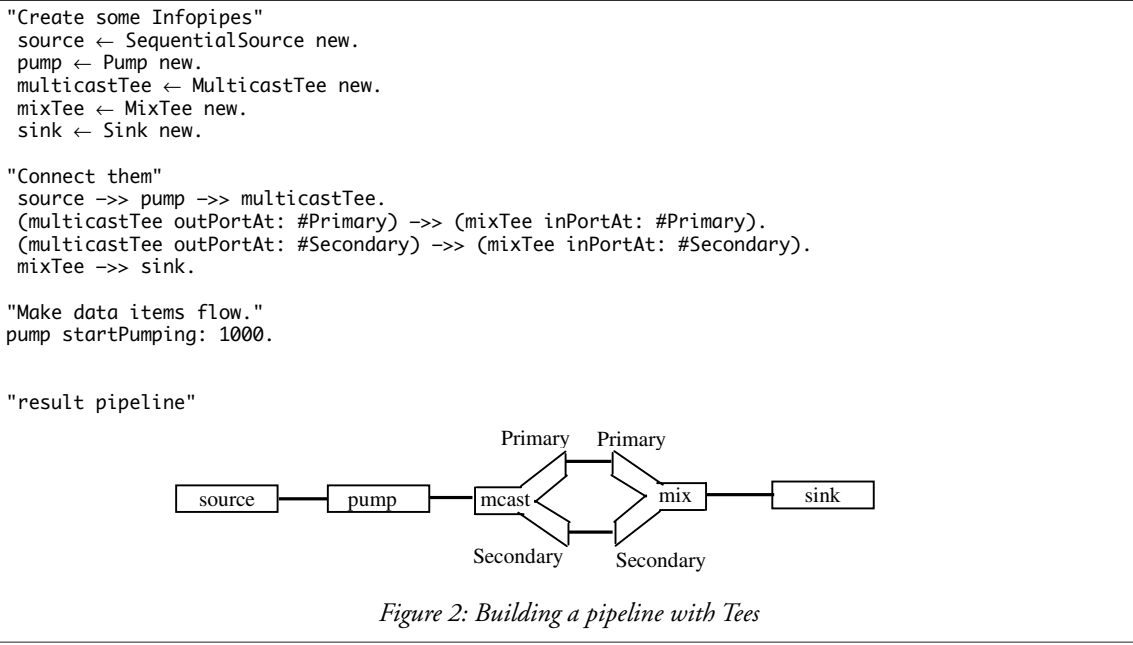 "Create some Infopipes"
source ← SequentialSource new.
pump ← Pump new.
multicastTee ← MulticastTee new.
mixTee ← MixTee new.
sink ← Sink new.
"Connect them"
source –>> pump –>> multicastTee.
(multicastTee outPortAt: #Primary) –>> (mixTee inPortAt: #Primary).
(multicastTee outPortAt: #Secondary) –>> (mixTee inPortAt: #Secondary).
mixTee –>> sink.
"Make data items flow."
pump startPumping: 1000.
"result pipeline"
Primary Primary
source pump mcast mix sink
Secondary Secondary
Figure 2: Building a pipeline with Tees